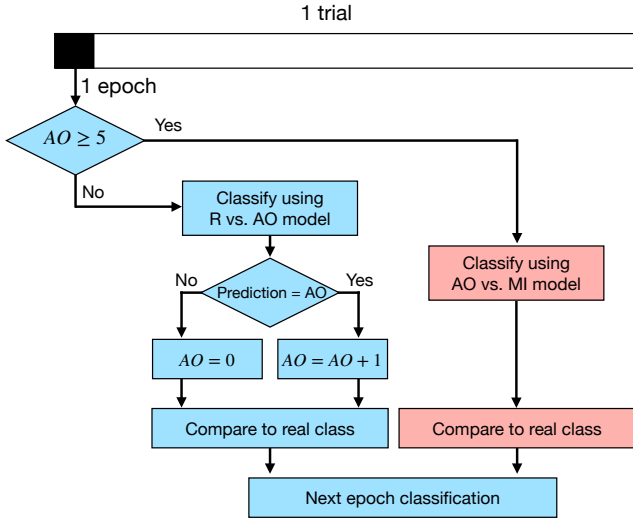 1 trial
1 epoch
AO ≥ 5
Yes
No
Classify using
R vs. AO model
Classify using
AO vs. MI model
No
Yes
Prediction = AO
AO = 0
AO = AO + 1
Compare to real class
Compare to real class
Next epoch classification